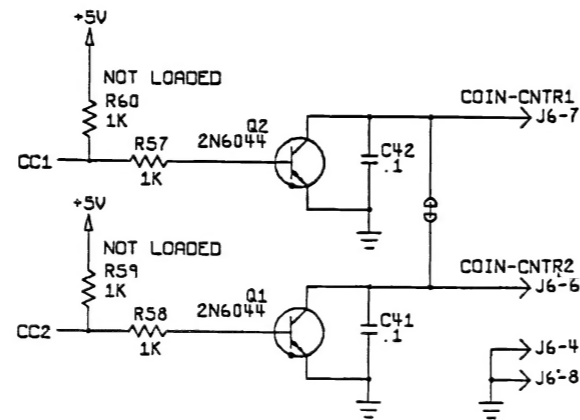 +5V
NOT LOADED
R60
1K
CC1
R57
1K
Q2
2N6044
C42
.1
COIN-CNTR1
J6-7
+5V
NOT LOADED
R59
1K
CC2
R58
1K
Q1
2N6044
C41
.1
COIN-CNTR2
J6-6
J6-4
J6-8